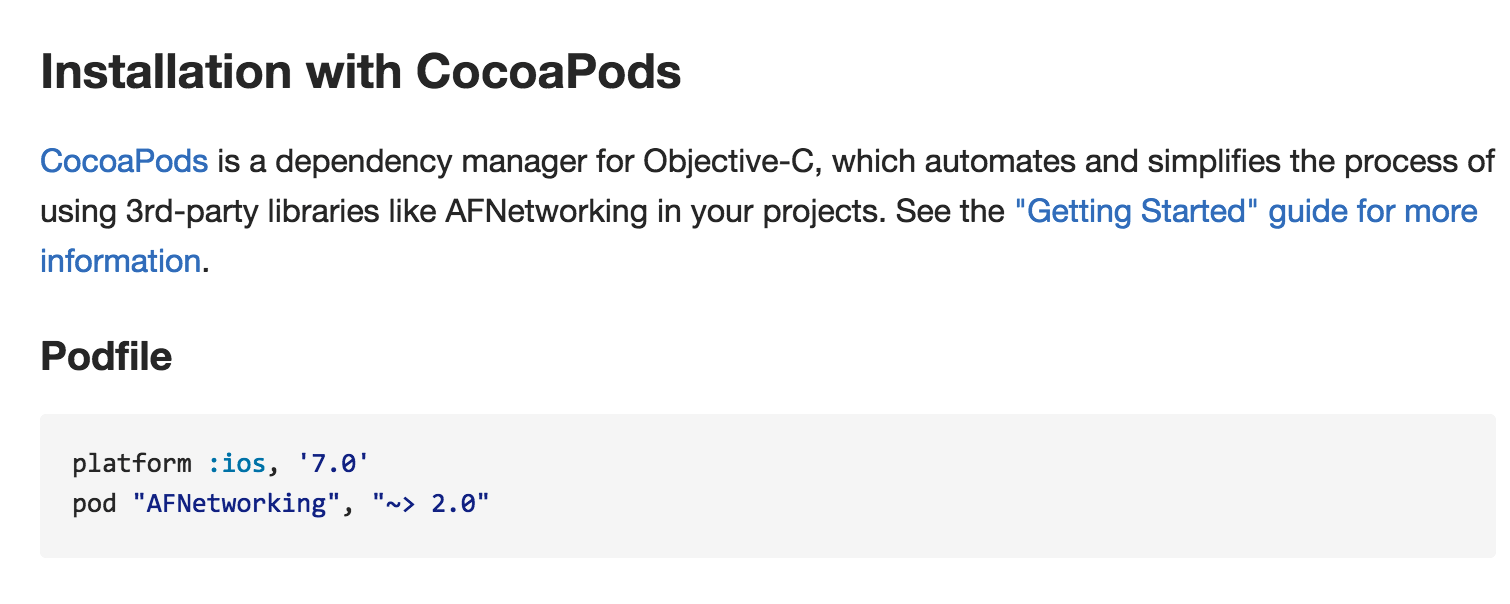 Installation with CocoaPods
CocoaPods is a dependency manager for Objective-C, which automates and simplifies the process of
using 3rd-party libraries like AFNetworking in your projects. See the "Getting Started" guide for more
information.
Podfile
platform :ios, '7.0'
pod "AFNetworking", "~> 2.0"